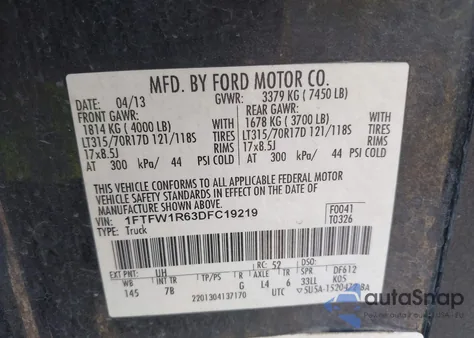 MFD. BY FORD MOTOR CO.
DATE: 04/13 GVWR: 3379 KG (7450 LB)
FRONT GAWR: REAR GAWR:
1814 KG (4000 LB) WITH 1678 KG (3700 LB) WITH
LT315/70R17D 121/118S TIRES LT315/70R17D 121/118S TIRES
17x8.5J RIMS 17x8.5J RIMS
AT 300 kPa/ 44 PSI COLD AT 300 kPa/ 44 PSI COLD
THIS VEHICLE CONFORMS TO ALL APPLICABLE FEDERAL MOTOR
VEHICLE SAFETY STANDARDS IN EFFECT ON THE DATE OF
MANUFACTURE SHOWN ABOVE.
VIN: 1FTFW1R63DFC19219 F0041
TYPE: Truck T0326
EXT PNT: UH RC: 52 DSO: DF612
WB INT TR TP/PS R AXLE TR SPR K05
145 7B G L4 6 33LL
2201304137170 UTC
autoSnap